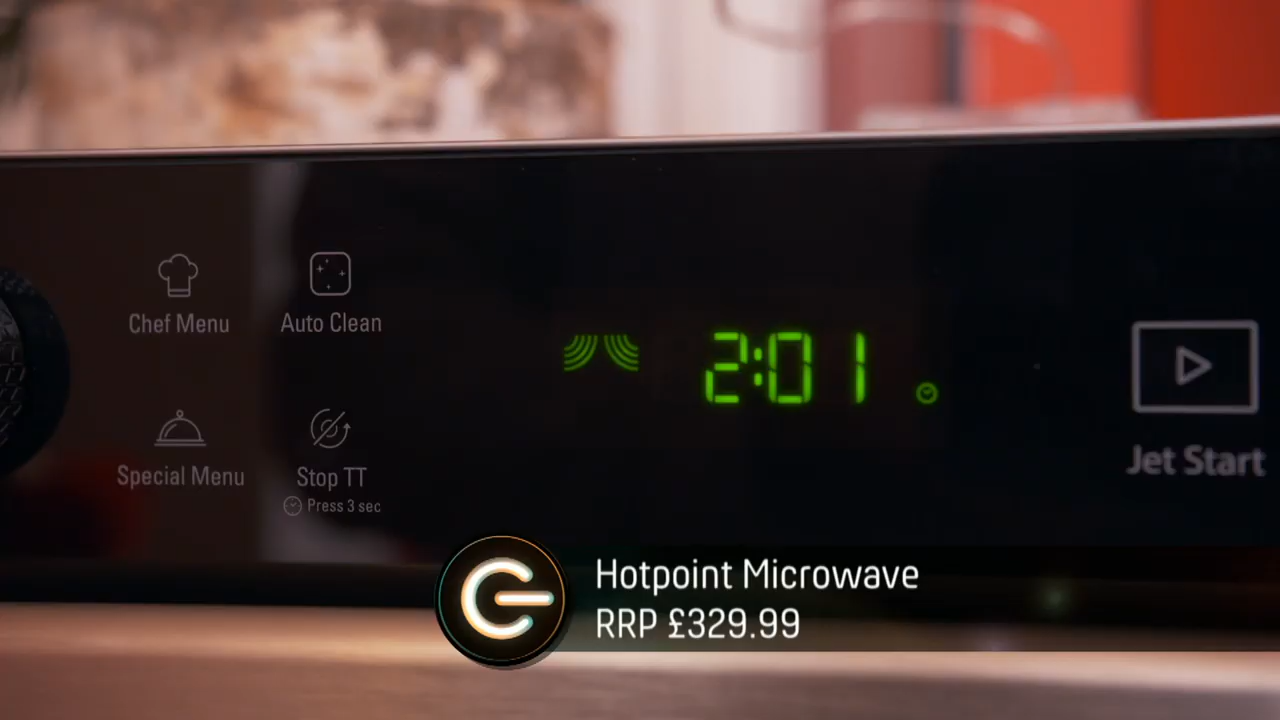 Chef Menu
Auto Clean
Special Menu
Stop TT
Press 3 sec
2:01
Jet Start
Hotpoint Microwave
RRP £329.99